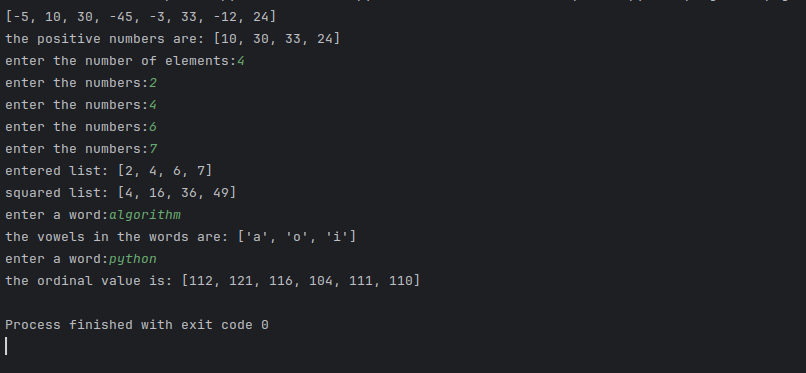 [-5, 10, 30, -45, -3, 33, -12, 24]
the positive numbers are: [10, 30, 33, 24]
enter the number of elements:4
enter the numbers:2
enter the numbers:4
enter the numbers:6
enter the numbers:7
entered list: [2, 4, 6, 7]
squared list: [4, 16, 36, 49]
enter a word:algorithm
the vowels in the words are: ['a', 'o', 'i']
enter a word:python
the ordinal value is: [112, 121, 116, 104, 111, 110]
Process finished with exit code 0